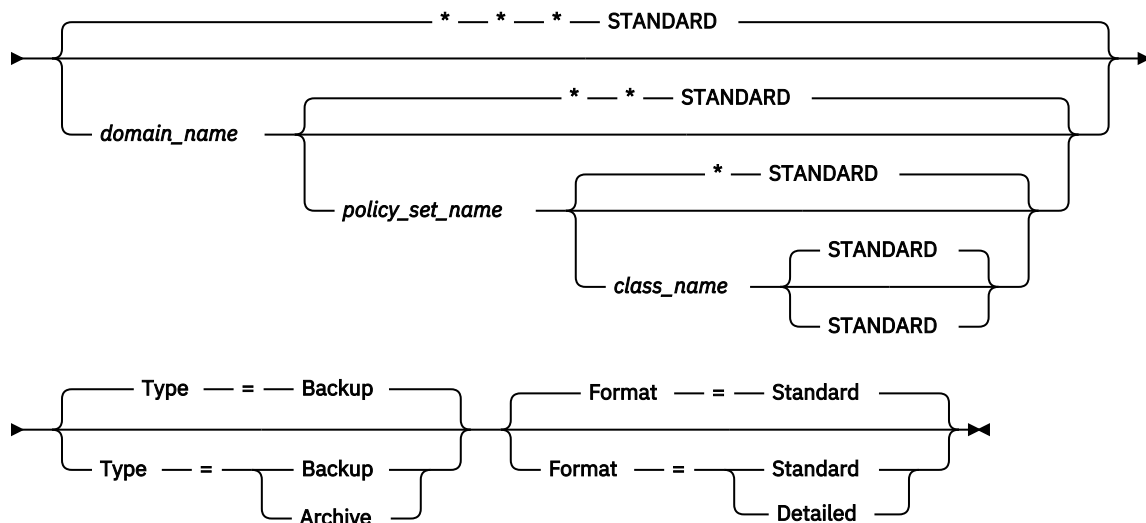 * * * STANDARD
* * STANDARD
domain_name
* STANDARD
policy_set_name
STANDARD
class_name
STANDARD
Type = Backup Format = Standard
Type = Backup Format = Standard
Archive Detailed